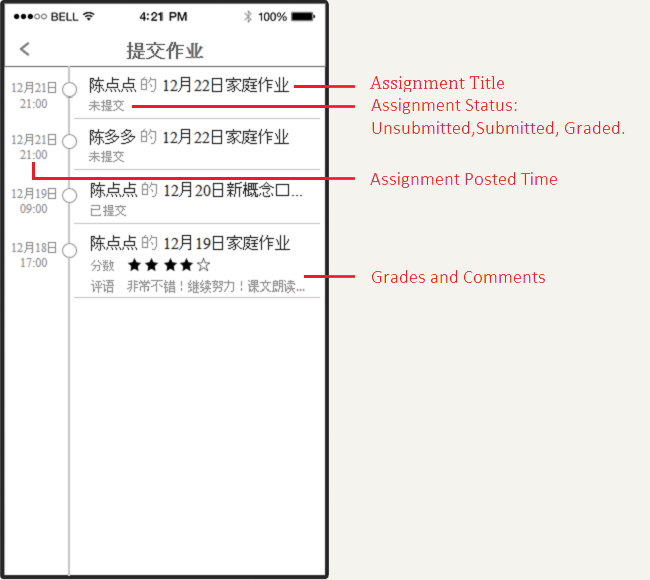 BELL 4:21 PM 100%
提交作业
12月21日
21:00
陈点点 的 12月22日家庭作业
未提交
12月21日
21:00
陈多多 的 12月22日家庭作业
未提交
12月19日
09:00
陈点点 的 12月20日新概念口...
已提交
12月18日
17:00
陈点点 的 12月19日家庭作业
分数 ★★★★☆
评语 非常不错！继续努力！课文朗读...
Assignment Title
Assignment Status:
Unsubmitted,Submitted, Graded.
Assignment Posted Time
Grades and Comments